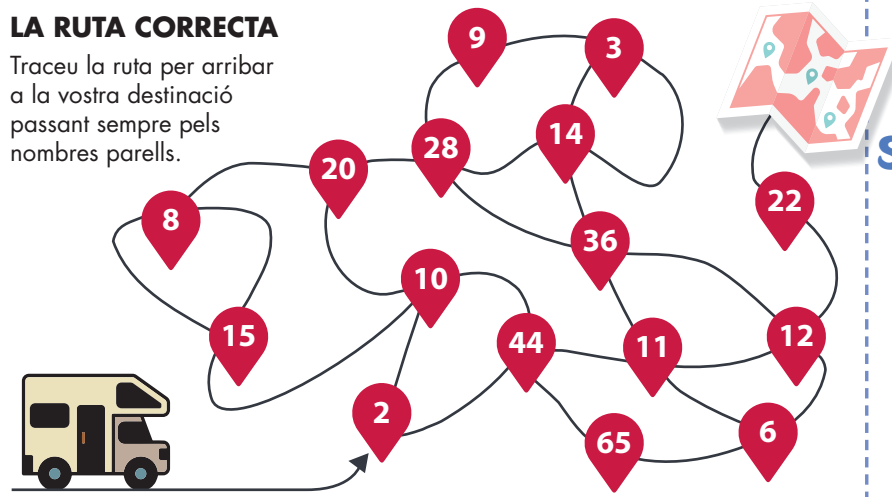 LA RUTA CORRECTA
Traceu la ruta per arribar
a la vostra destinació
passant sempre pels
nombres parells.
9
3
14
28
20
22
8
36
10
15
44
11
12
2
65
6
S